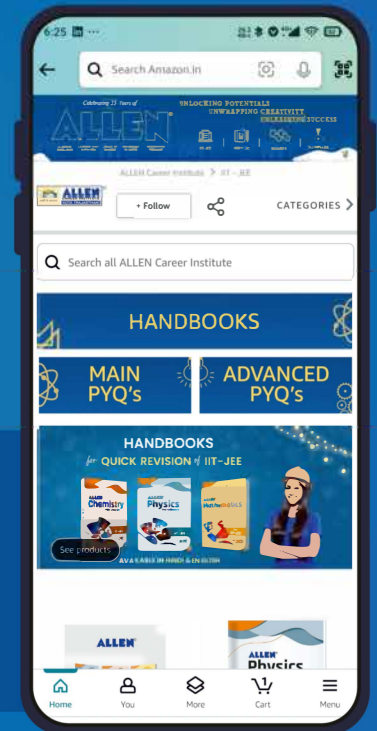 6:25
Search Amazon.in
Celebrating
Years of
ALLEN
UNLOCKING POTENTIALS
UNWRAPPING CREATIVITY
UNLEASHING SUCCESS
ALLEN Career Institute > IIT - JEE
ALLEN
+ Follow
CATEGORIES >
Search all ALLEN Career Institute
HANDBOOKS
MAIN
PYQ's
ADVANCED
PYQ's
HANDBOOKS
for QUICK REVISION of IIT-JEE
ALLEN
Chemistry
ALLEN
Physics
ALLEN
Mathematics
See products
AVAILABLE IN HINDI & ENGLISH
ALLEN
ALLEN
Physics
Home
You
More
1
Cart
Menu